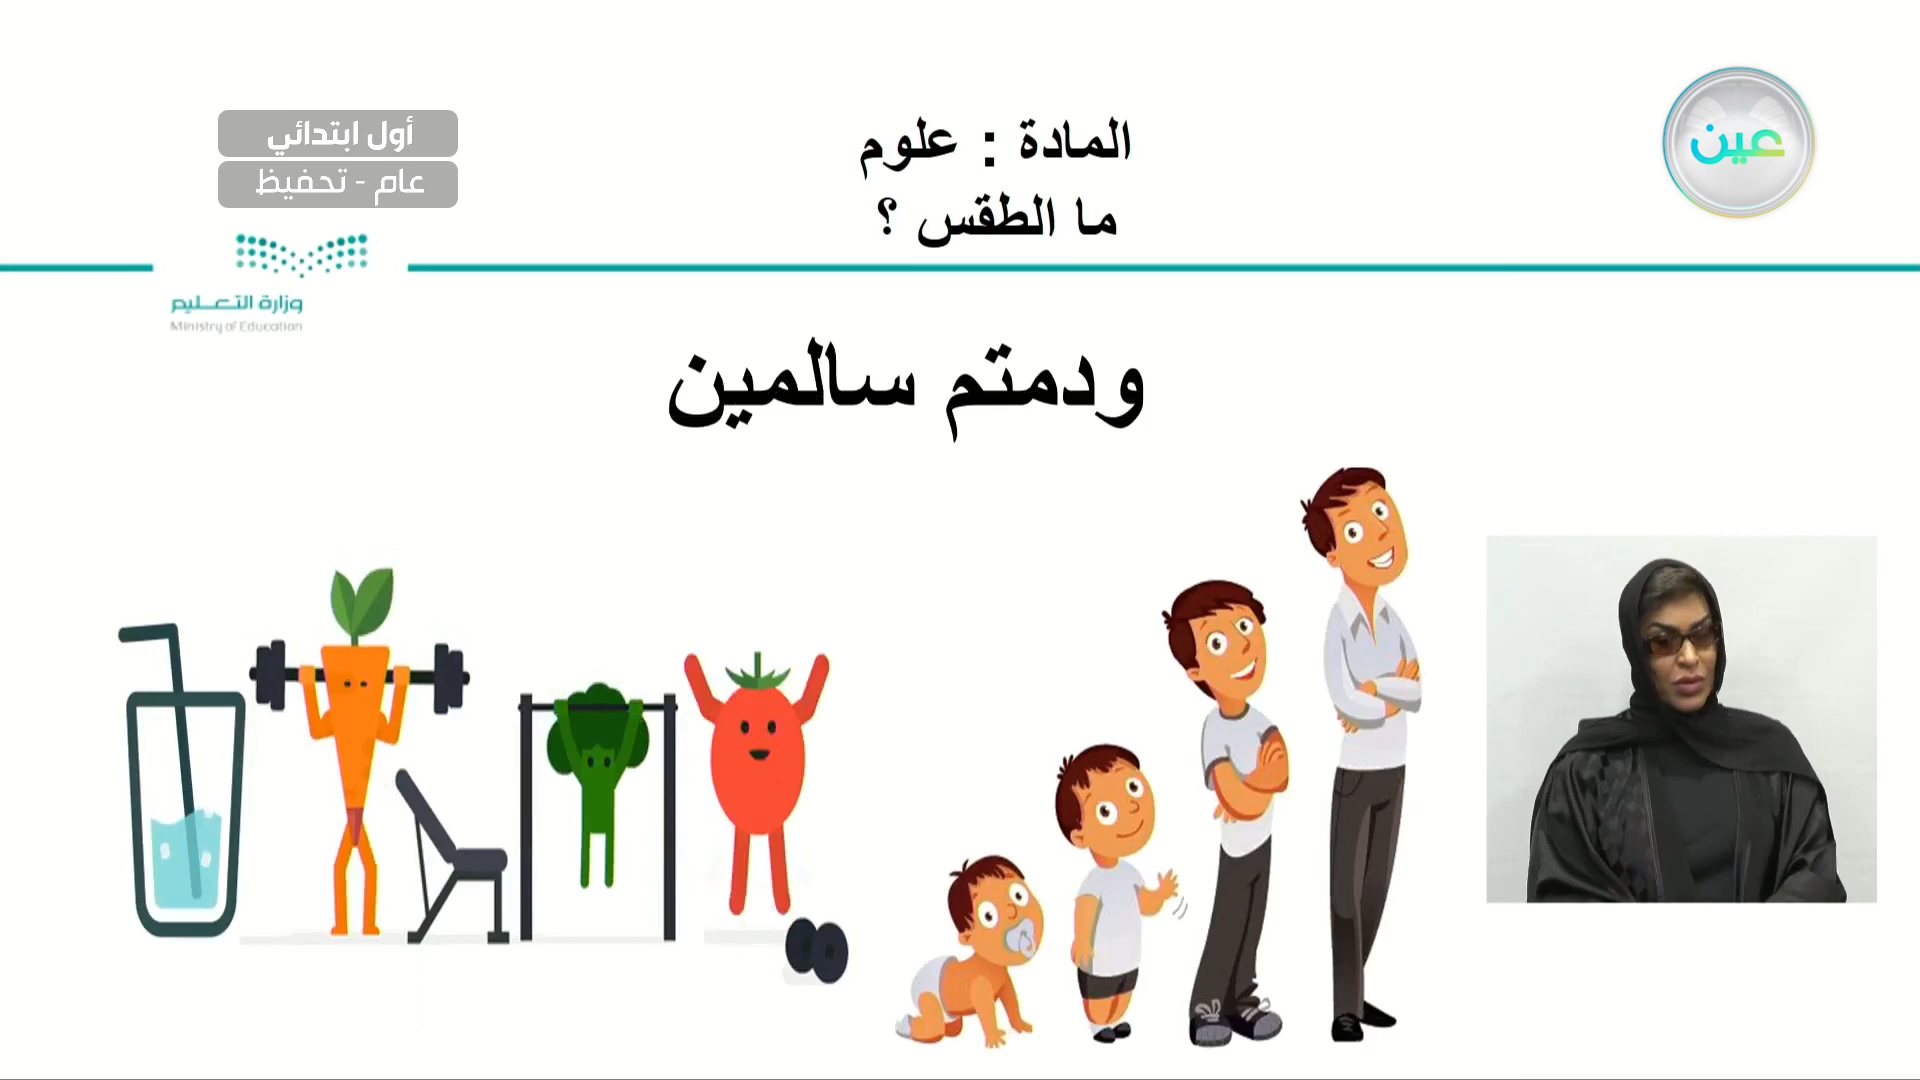 المادة : علوم
ما الطقس ؟
عين
أول ابتدائي
عام - تحفيظ
وزارة التعليم
Ministry of Education
ودمتم سالمين